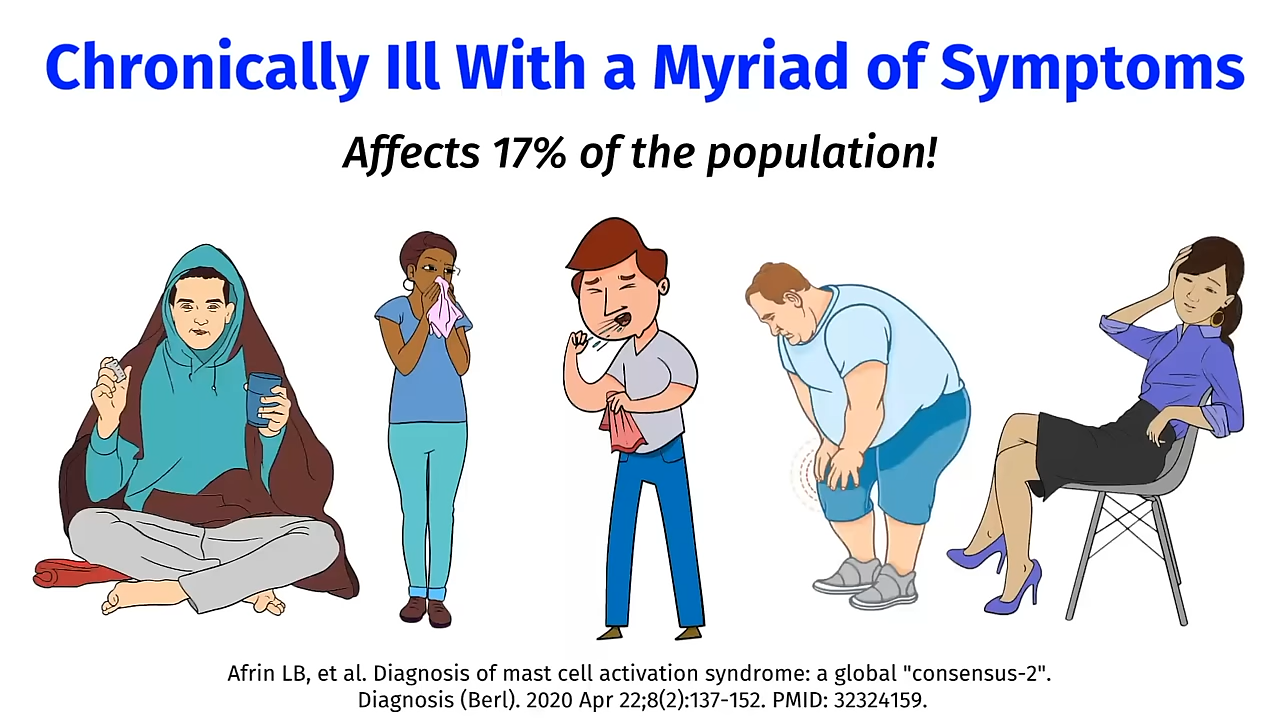 Chronically Ill With a Myriad of Symptoms
Affects 17% of the population!
Afrin LB, et al. Diagnosis of mast cell activation syndrome: a global "consensus-2".
Diagnosis (Berl). 2020 Apr 22;8(2):137-152. PMID: 32324159.